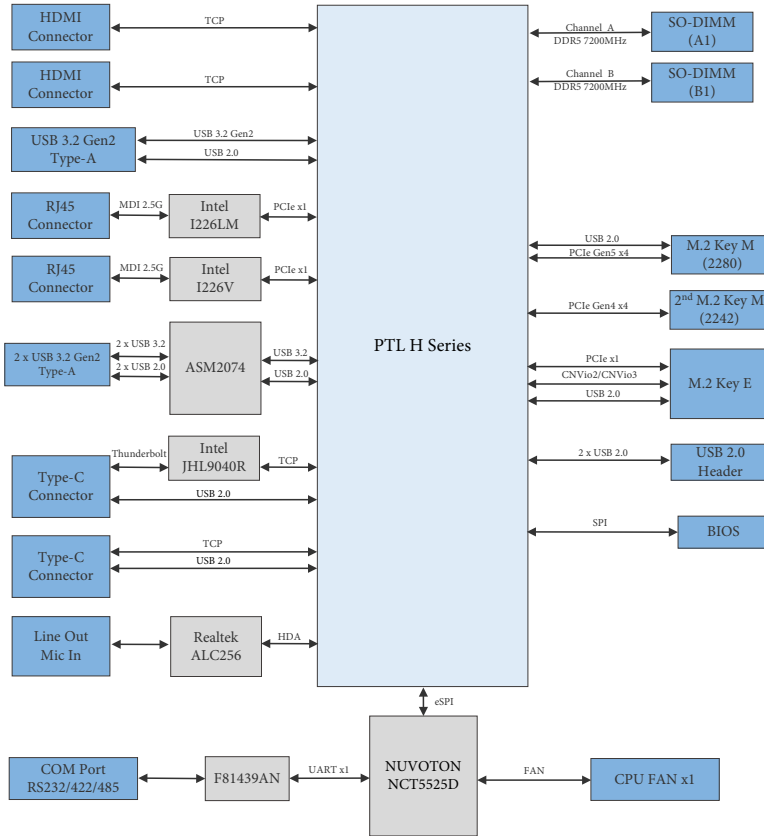 HDMI
Connector
TCP
HDMI
Connector
TCP
USB 3.2 Gen2
Type-A
USB 3.2 Gen2
USB 2.0
RJ45
Connector
MDI 2.5G
Intel
I226LM
PCIe x1
RJ45
Connector
MDI 2.5G
Intel
I226V
PCIe x1
2 x USB 3.2 Gen2
Type-A
2 x USB 3.2
2 x USB 2.0
ASM2074
USB 3.2
USB 2.0
Type-C
Connector
Thunderbolt
Intel
JHL9040R
TCP
USB 2.0
Type-C
Connector
TCP
USB 2.0
Line Out
Mic In
Realtek
ALC256
HDA
PTL H Series
Channel A
DDR5 7200MHz
SO-DIMM
(A1)
Channel B
DDR5 7200MHz
SO-DIMM
(B1)
USB 2.0
PCIe Gen5 x4
M.2 Key M
(2280)
PCIe Gen4 x4
2nd M.2 Key M
(2242)
PCIe x1
CNVio2/CNVio3
USB 2.0
M.2 Key E
2 x USB 2.0
USB 2.0
Header
SPI
BIOS
eSPI
COM Port
RS232/422/485
F81439AN
UART x1
NUVOTON
NCT5525D
FAN
CPU FAN x1